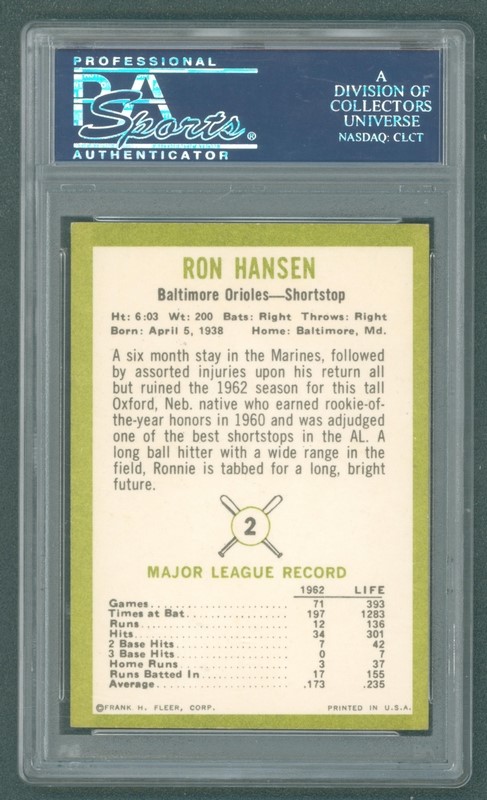 PROFESSIONAL
PSA
Sports®
AUTHENTICATOR
A
DIVISION OF
COLLECTORS
UNIVERSE
NASDAQ: CLCT
RON HANSEN
Baltimore Orioles—Shortstop
Ht: 6:03 Wt: 200 Bats: Right Throws: Right
Born: April 5, 1938 Home: Baltimore, Md.
A six month stay in the Marines, followed
by assorted injuries upon his return all
but ruined the 1962 season for this tall
Oxford, Neb. native who earned rookie-of-
the-year honors in 1960 and was adjudged
one of the best shortstops in the AL. A
long ball hitter with a wide range in the
field, Ronnie is tabbed for a long, bright
future.
2
MAJOR LEAGUE RECORD
1962 LIFE
Games 71 393
Times at Bat 197 1283
Runs 12 136
Hits 34 301
2 Base Hits 7 42
3 Base Hits 0 7
Home Runs 3 37
Runs Batted In 17 155
Average .173 .235
©FRANK H. FLEER, CORP. PRINTED IN U.S.A.